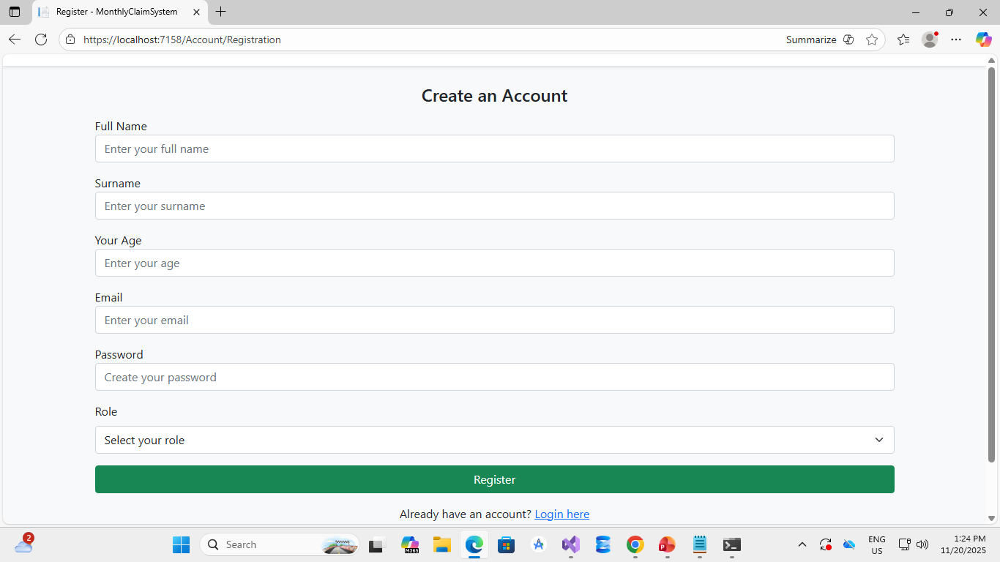 Register - MonthlyClaimSystem
https://localhost:7158/Account/Registration
Summarize
Create an Account
Full Name
Enter your full name
Surname
Enter your surname
Your Age
Enter your age
Email
Enter your email
Password
Create your password
Role
Select your role
Register
Already have an account? Login here
2
Search
M365
ENG
US
1:24 PM
11/20/2025